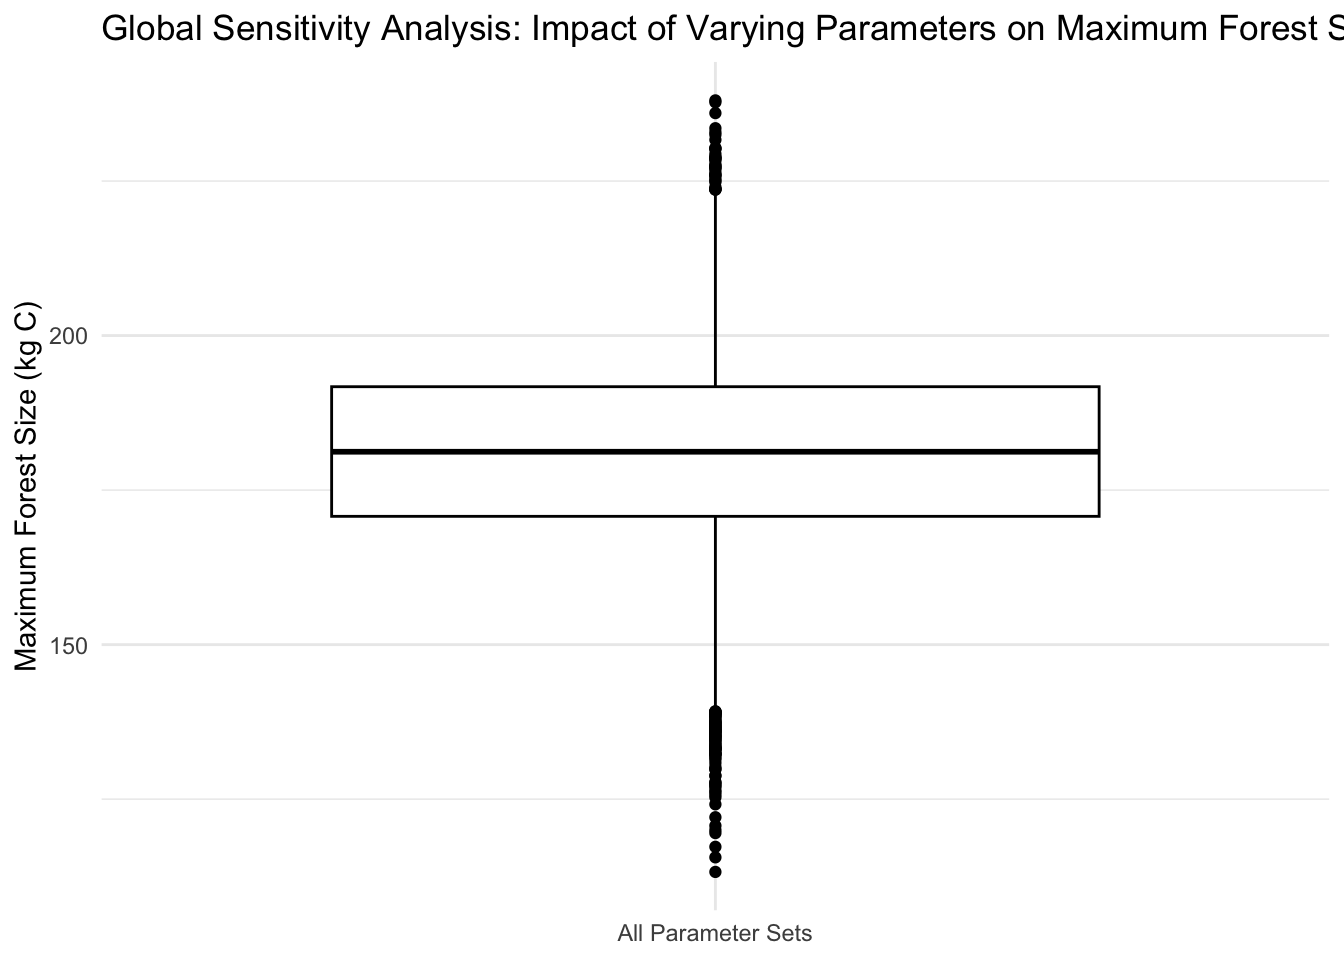 Global Sensitivity Analysis: Impact of Varying Parameters on Maximum Forest S
Maximum Forest Size (kg C)
200
150
All Parameter Sets